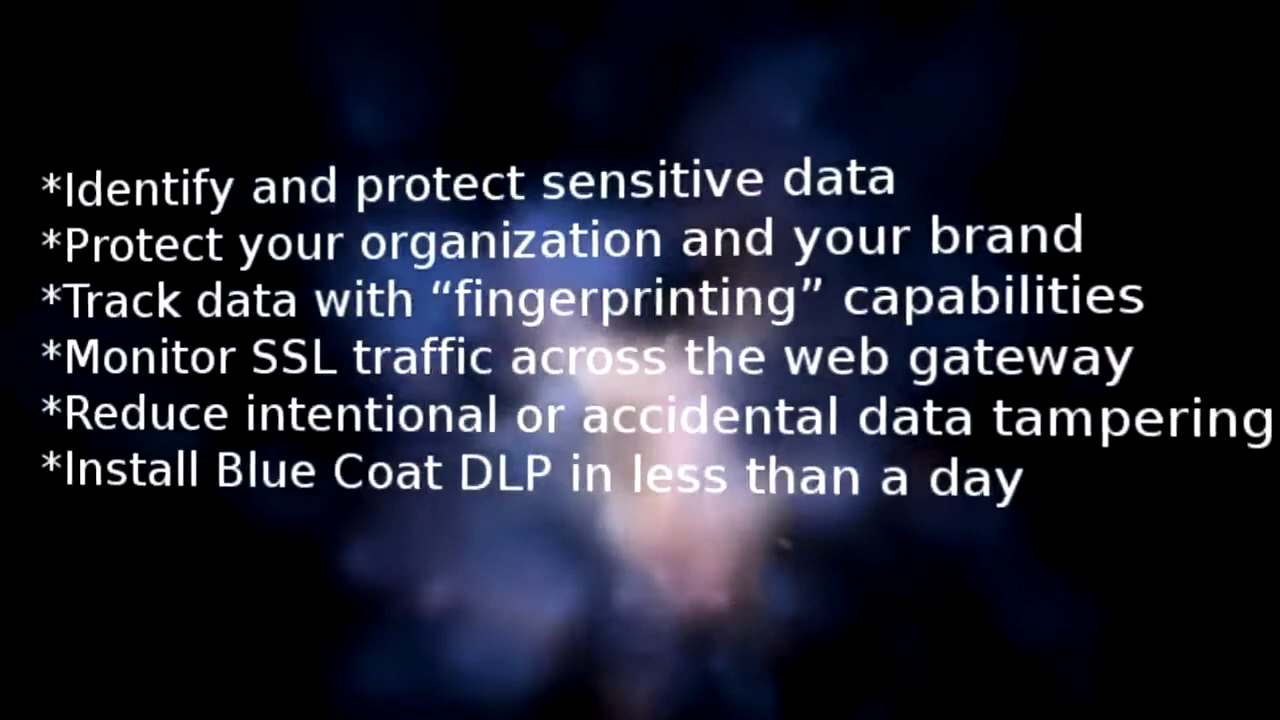 *Identify and protect sensitive data
*Protect your organization and your brand
*Track data with “fingerprinting” capabilities
*Monitor SSL traffic across the web gateway
*Reduce intentional or accidental data tampering
*Install Blue Coat DLP in less than a day